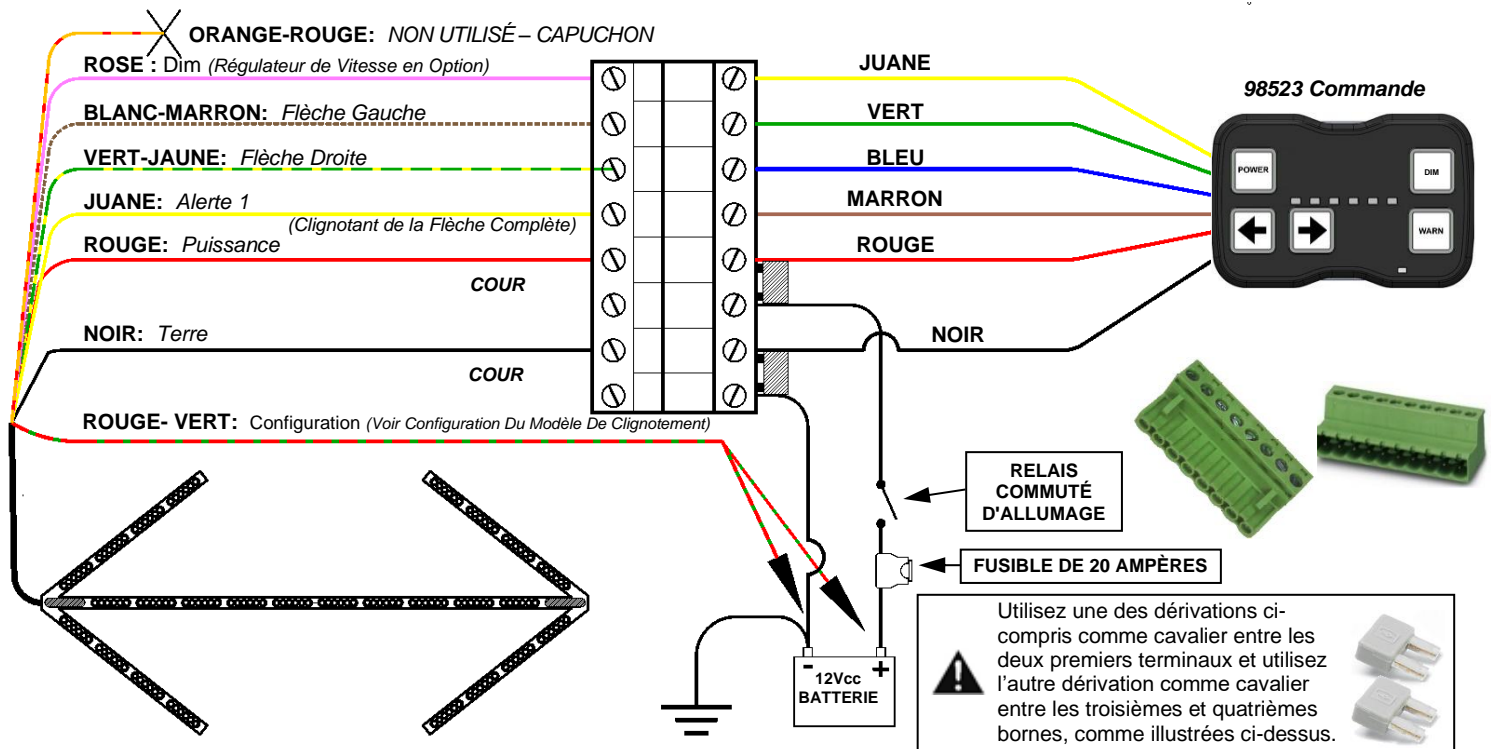 ORANGE-ROUGE: NON UTILISÉ – CAPUCHON
ROSE : Dim (Régulateur de Vitesse en Option)
BLANC-MARRON: Flèche Gauche
VERT-JAUNE: Flèche Droite
JUANE: Alerte 1
(Clignotant de la Flèche Complète)
ROUGE: Puissance
COUR
NOIR: Terre
COUR
ROUGE- VERT: Configuration (Voir Configuration Du Modèle De Clignotement)
JUANE
VERT
BLEU
MARRON
ROUGE
NOIR
98523 Commande
POWER
DIM
WARN
RELAIS
COMMUTÉ
D'ALLUMAGE
FUSIBLE DE 20 AMPÈRES
- +
12Vcc
BATTERIE
Utilisez une des dérivations ci-
compris comme cavalier entre les
deux premiers terminaux et utilisez
l'autre dérivation comme cavalier
entre les troisièmes et quatrièmes
bornes, comme illustrées ci-dessus.